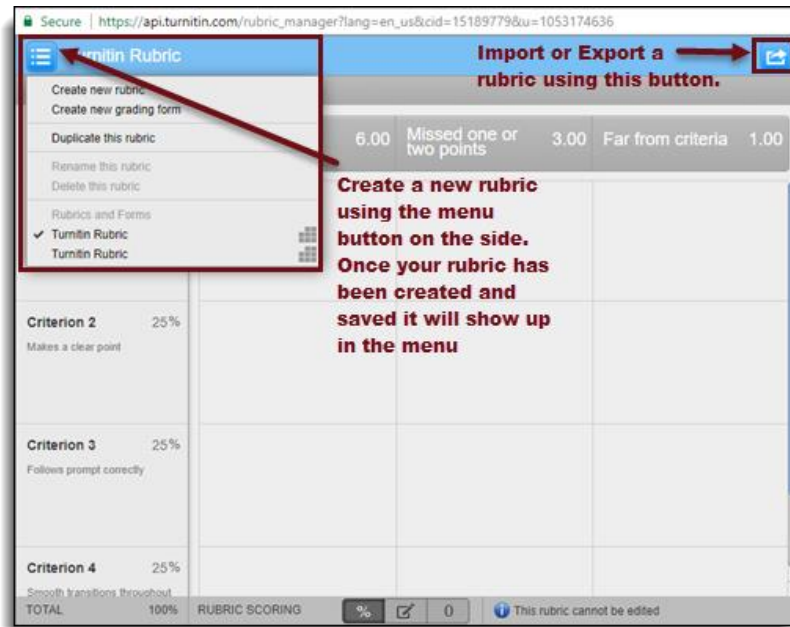 Secure https://api.turnitin.com/rubric_manager?lang=en_us&cid=15189779&u=1053174636
Turnitin Rubric
Import or Export a
rubric using this button.
Create new rubric
Create new grading form
Duplicate this rubric
Rename this rubric
Delete this rubric
Rubrics and Forms
Turnitin Rubric
Turnitin Rubric
6.00 Missed one or two points 3.00 Far from criteria 1.00
Create a new rubric
using the menu
button on the side.
Once your rubric has
been created and
saved it will show up
in the menu
Criterion 2 25%
Makes a clear point
Criterion 3 25%
Follows prompt correctly
Criterion 4 25%
Smooth transitions throughout
TOTAL 100% RUBRIC SCORING % 0 This rubric cannot be edited